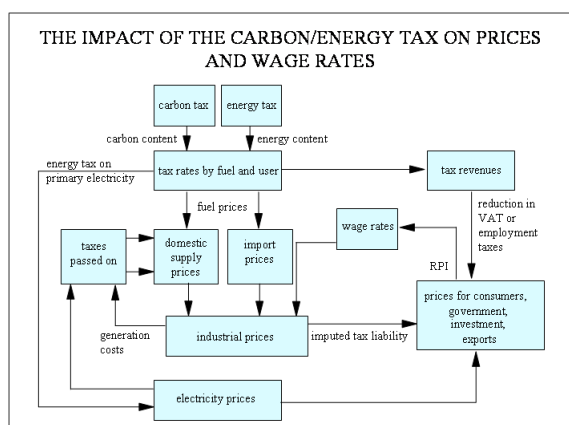 THE IMPACT OF THE CARBON/ENERGY TAX ON PRICES
AND WAGE RATES
carbon tax
energy tax
carbon content
energy content
energy tax on
primary electricity
tax rates by fuel and user
tax revenues
fuel prices
reduction in
VAT or
employment
taxes
wage rates
taxes
passed on
domestic
supply
prices
import
prices
RPI
prices for consumers,
government,
investment,
exports
generation
costs
industrial prices
imputed tax liability
electricity prices